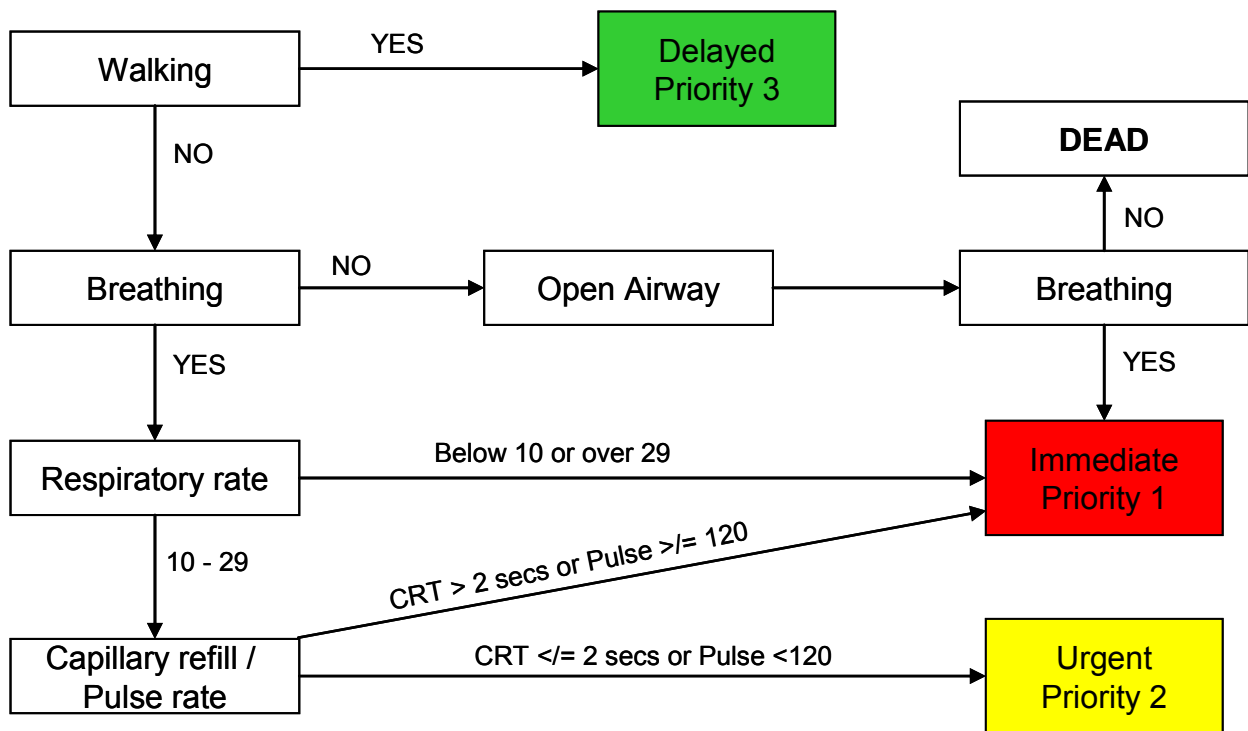 Walking
YES
Delayed
Priority 3
NO
DEAD
NO
Breathing
NO
Open Airway
Breathing
YES
YES
Respiratory rate
Below 10 or over 29
Immediate
Priority 1
10 - 29
CRT > 2 secs or Pulse >/= 120
Capillary refill /
Pulse rate
CRT </= 2 secs or Pulse <120
Urgent
Priority 2